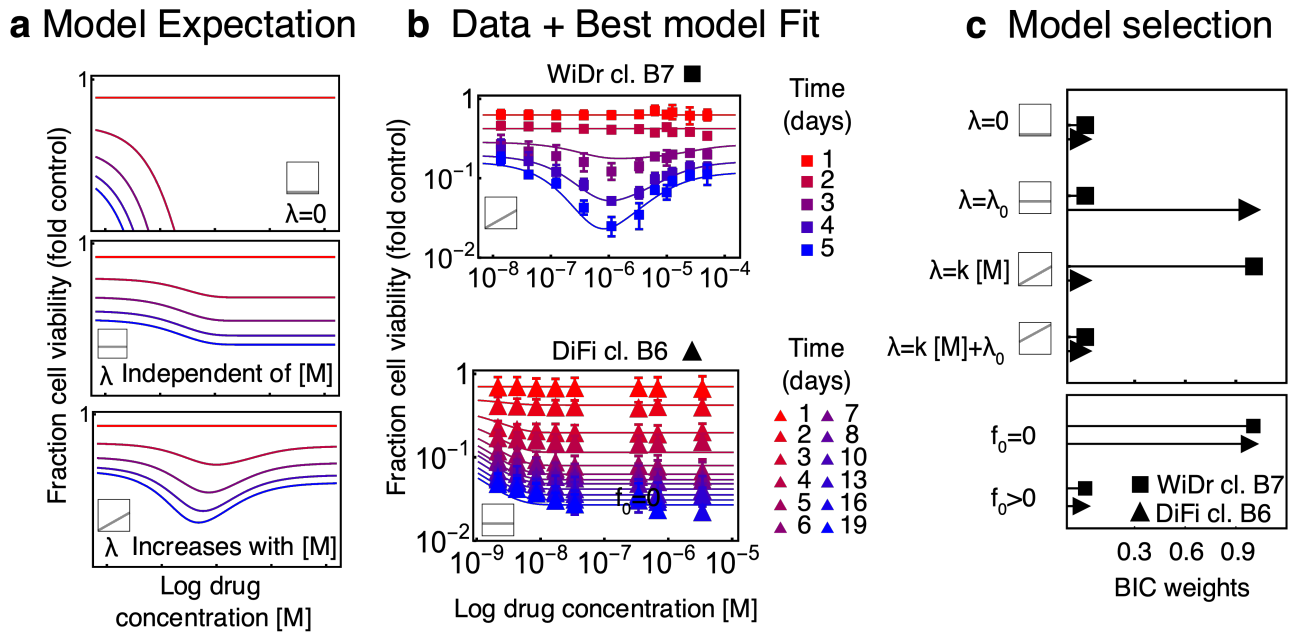 a Model Expectation
1
λ=0
1
λ Independent of [M]
1
λ Increases with [M]
Fraction cell viability (fold control)
Log drug
concentration [M]
b Data + Best model Fit
WiDr cl. B7
1
10⁻¹
10⁻²
10⁻⁸ 10⁻⁷ 10⁻⁶ 10⁻⁵ 10⁻⁴
Time
(days)
1
2
3
4
5
DiFi cl. B6
1
10⁻¹
10⁻²
f₀=0
10⁻⁹ 10⁻⁸ 10⁻⁷ 10⁻⁶ 10⁻⁵
Fraction cell viability (fold control)
Log drug concentration [M]
Time
(days)
1 7
2 8
3 10
4 13
5 16
6 19
c Model selection
λ=0
λ=λ₀
λ=k [M]
λ=k [M]+λ₀
f₀=0
f₀>0
WiDr cl. B7
DiFi cl. B6
0.3 0.6 0.9
BIC weights